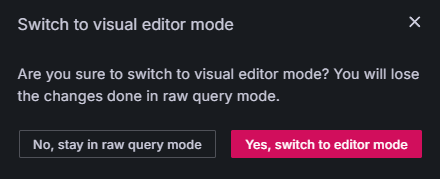 Switch to visual editor mode
Are you sure to switch to visual editor mode? You will lose
the changes done in raw query mode.
No, stay in raw query mode
Yes, switch to editor mode